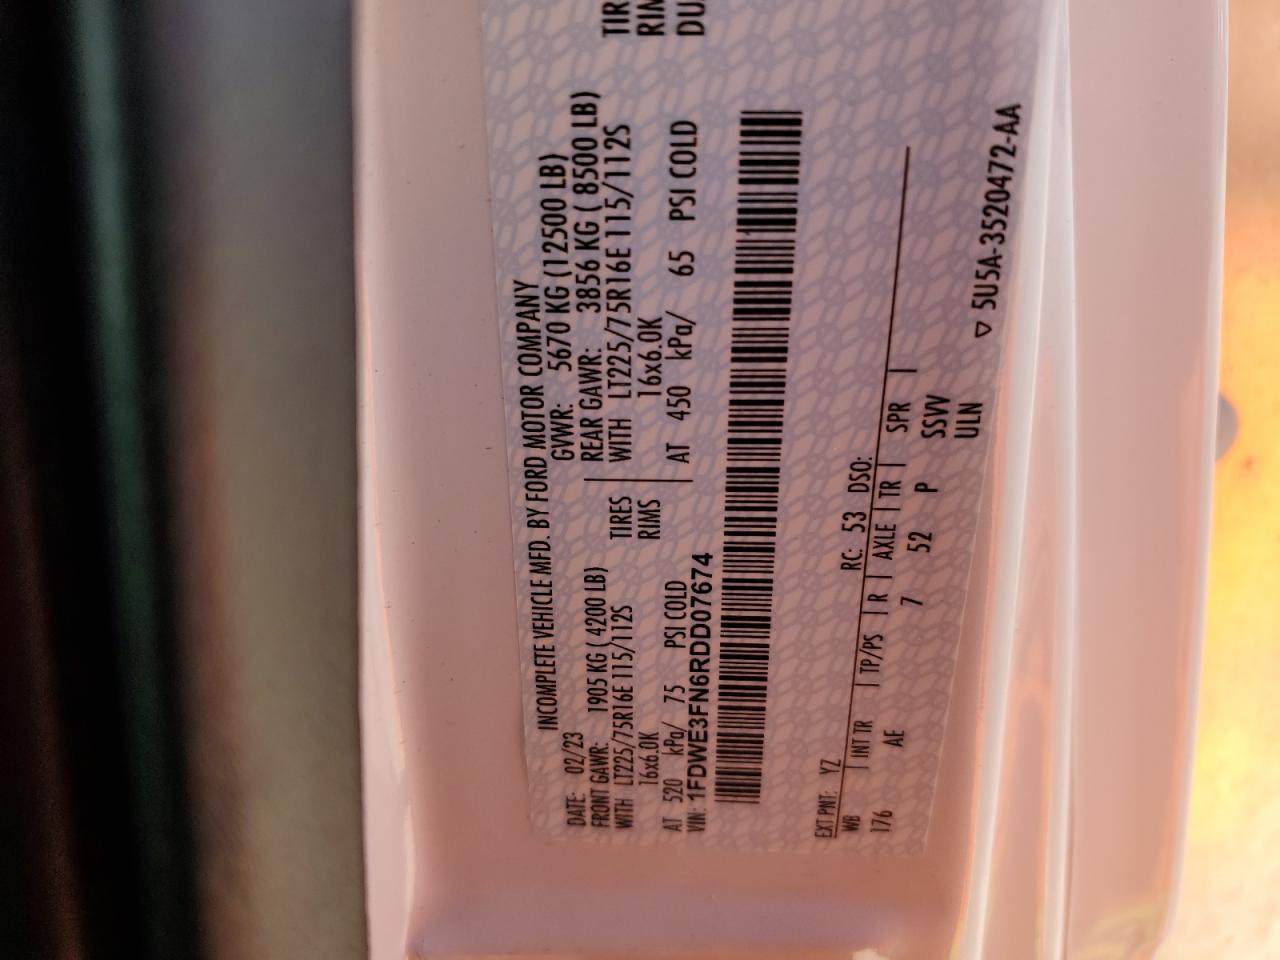 INCOMPLETE VEHICLE MFD. BY FORD MOTOR COMPANY
DATE: 02/23 GVWR: 5670 KG (12500 LB)
FRONT GAWR: 1905 KG ( 4200 LB) REAR GAWR: 3856 KG ( 8500 LB)
WITH LT225/75R16E 115/112S TIRES WITH LT225/75R16E 115/112S TIR
16x6.0K RIMS 16x6.0K RIM
AT 520 kPa/ 75 PSI COLD AT 450 kPa/ 65 PSI COLD DU
VIN: 1FDWE3FN6RDD07674
EXT PNT: YZ RC: 53 DSO:
WB | INT TR | TP/PS | R | AXLE | TR | SPR |
176 AE 7 52 P SSVV
ULN
▽ 5U5A-3520472-AA